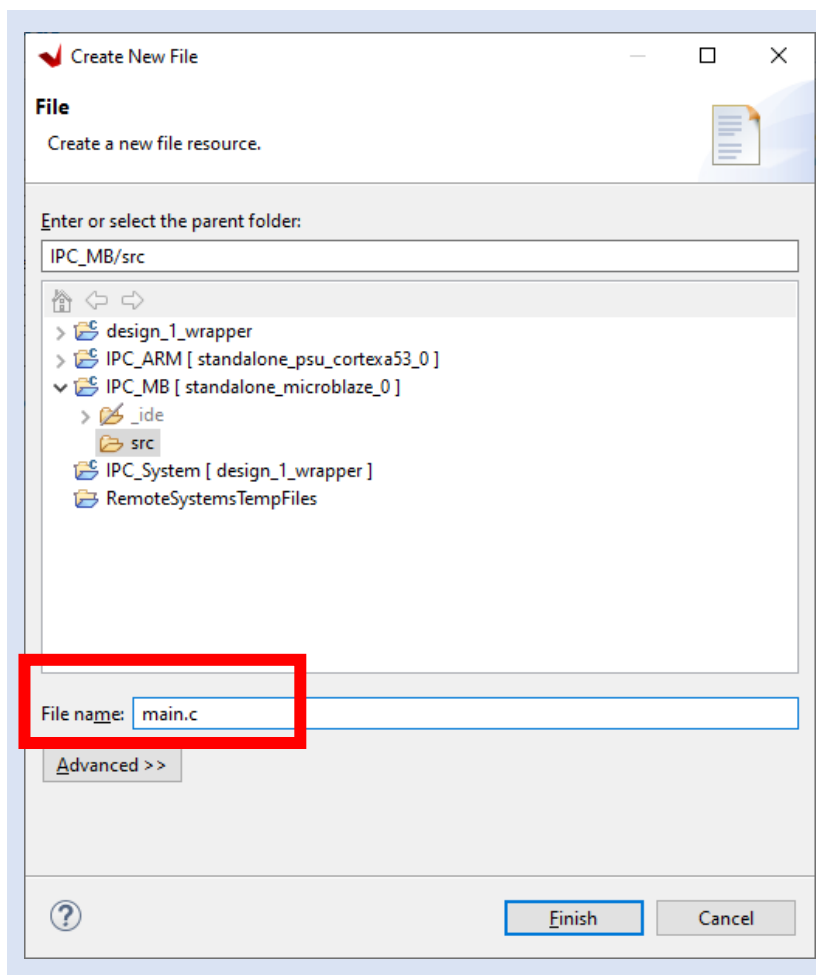 Create New File
File
Create a new file resource.
Enter or select the parent folder:
IPC_MB/src
design_1_wrapper
IPC_ARM [ standalone_psu_cortexa53_0 ]
IPC_MB [ standalone_microblaze_0 ]
_ide
src
IPC_System [ design_1_wrapper ]
RemoteSystemsTempFiles
File name: main.c
Advanced >>
Finish Cancel